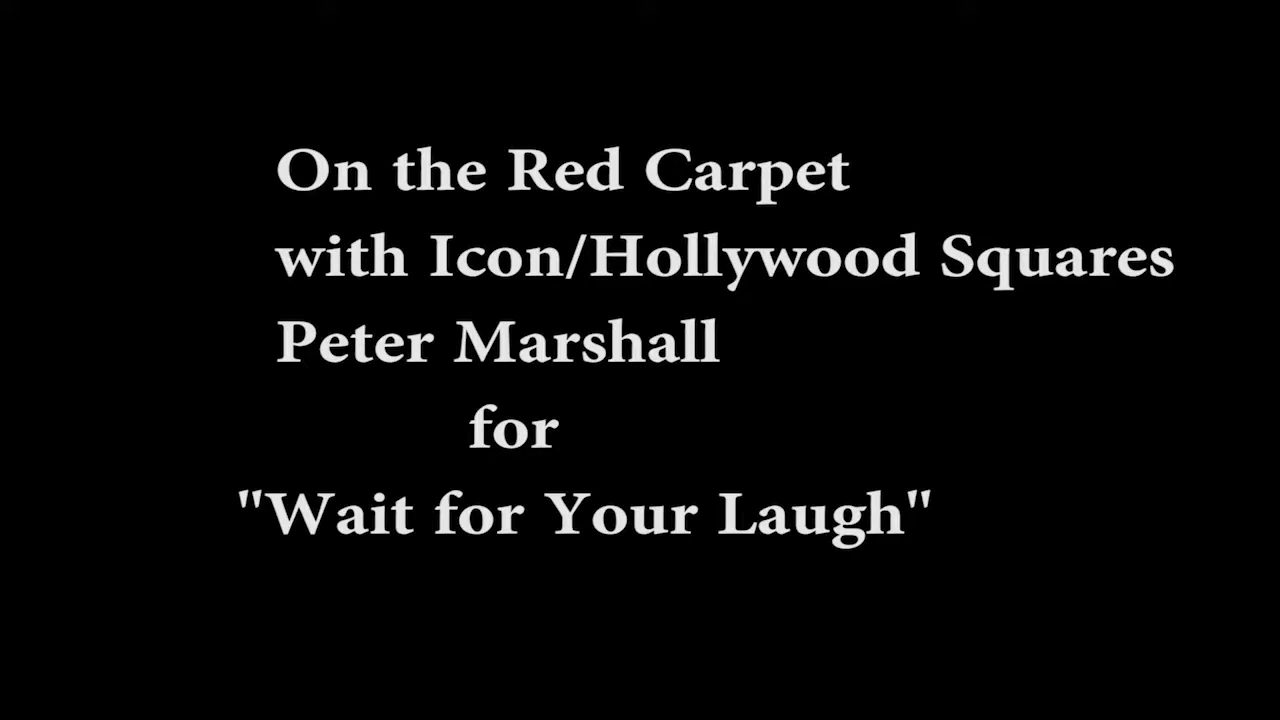 On the Red Carpet
with Icon/Hollywood Squares
Peter Marshall
for
"Wait for Your Laugh"